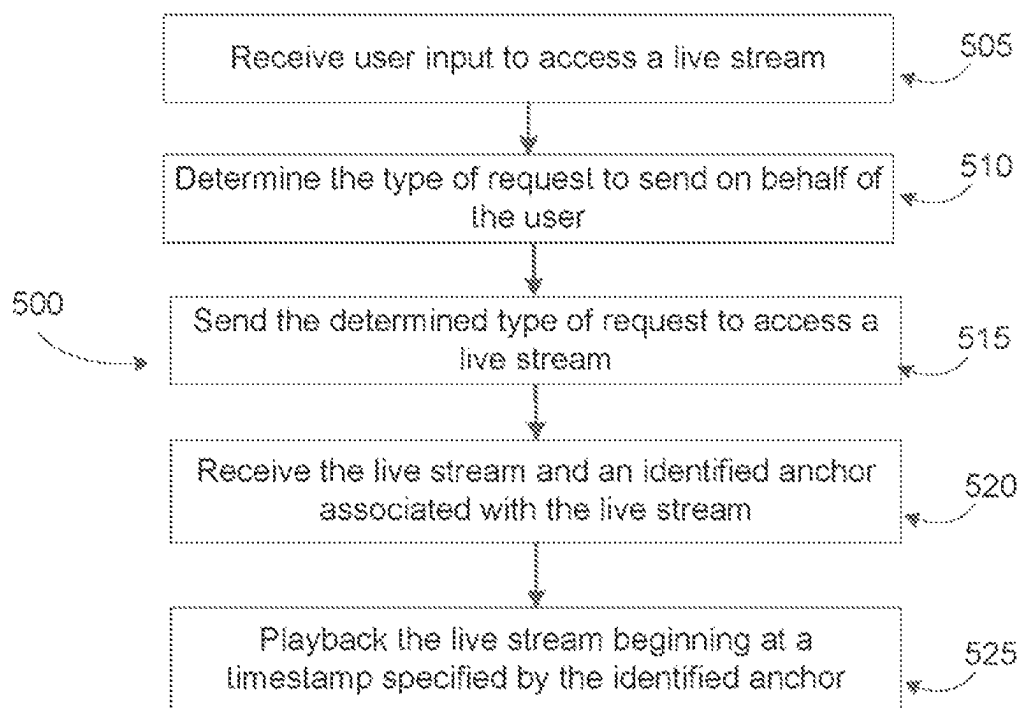 Receive user input to access a live stream
505
Determine the type of request to send on behalf of
the user
510
500
Send the determined type of request to access a
live stream
515
Receive the live stream and an identified anchor
associated with the live stream
520
Playback the live stream beginning at a
timestamp specified by the identified anchor
525